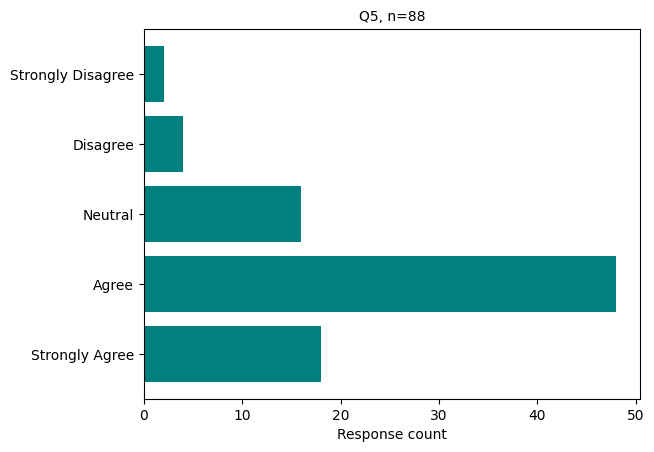 Q5, n=88
Strongly Disagree
Disagree
Neutral
Agree
Strongly Agree
0 10 20 30 40 50
Response count